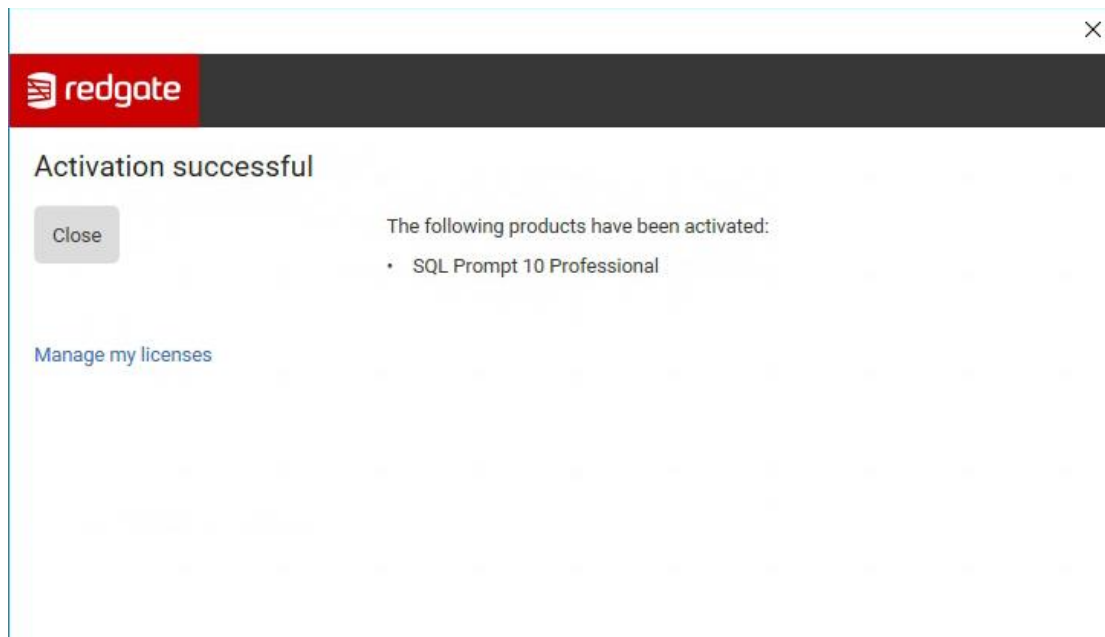 redgate
Activation successful
Close
The following products have been activated:
• SQL Prompt 10 Professional
Manage my licenses